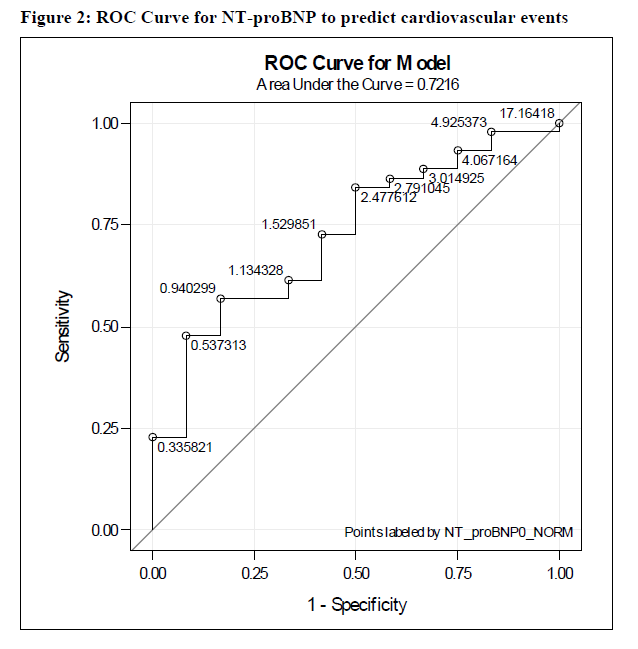 Figure 2: ROC Curve for NT-proBNP to predict cardiovascular events
ROC Curve for Model
Area Under the Curve = 0.7216
17.16418
1.00
4.925373
4.067164
3.014925
2.791045
2.477612
0.75
1.529851
1.134328
0.940299
0.50
0.537313
0.25
0.335821
0.00
Points labeled by NT_proBNP0_NORM
Sensitivity
0.00 0.25 0.50 0.75 1.00
1 - Specificity